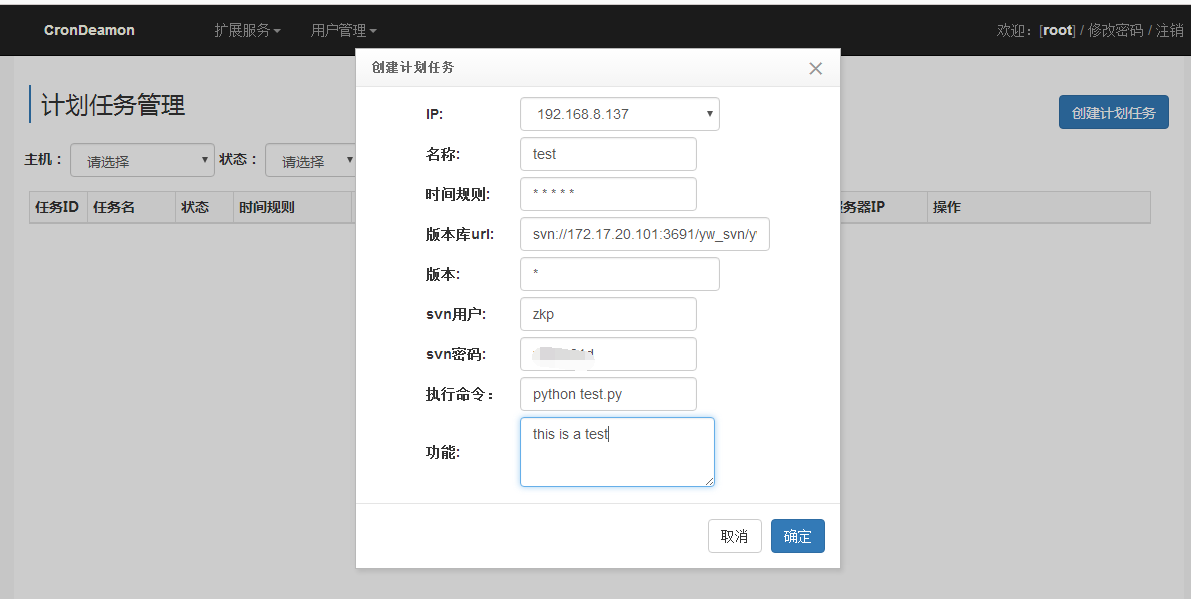 CronDeamon 扩展服务 用户管理 欢迎：[root] / 修改密码 / 注销
创建计划任务
计划任务管理
创建计划任务
主机： 请选择 状态： 请选择
任务ID 任务名 状态 时间规则 务器IP 操作
IP: 192.168.8.137
名称: test
时间规则: * * * * *
版本库url: svn://172.17.20.101:3691/yw_svn/y
版本: *
svn用户: zkp
svn密码:
执行命令： python test.py
功能: this is a test
取消 确定